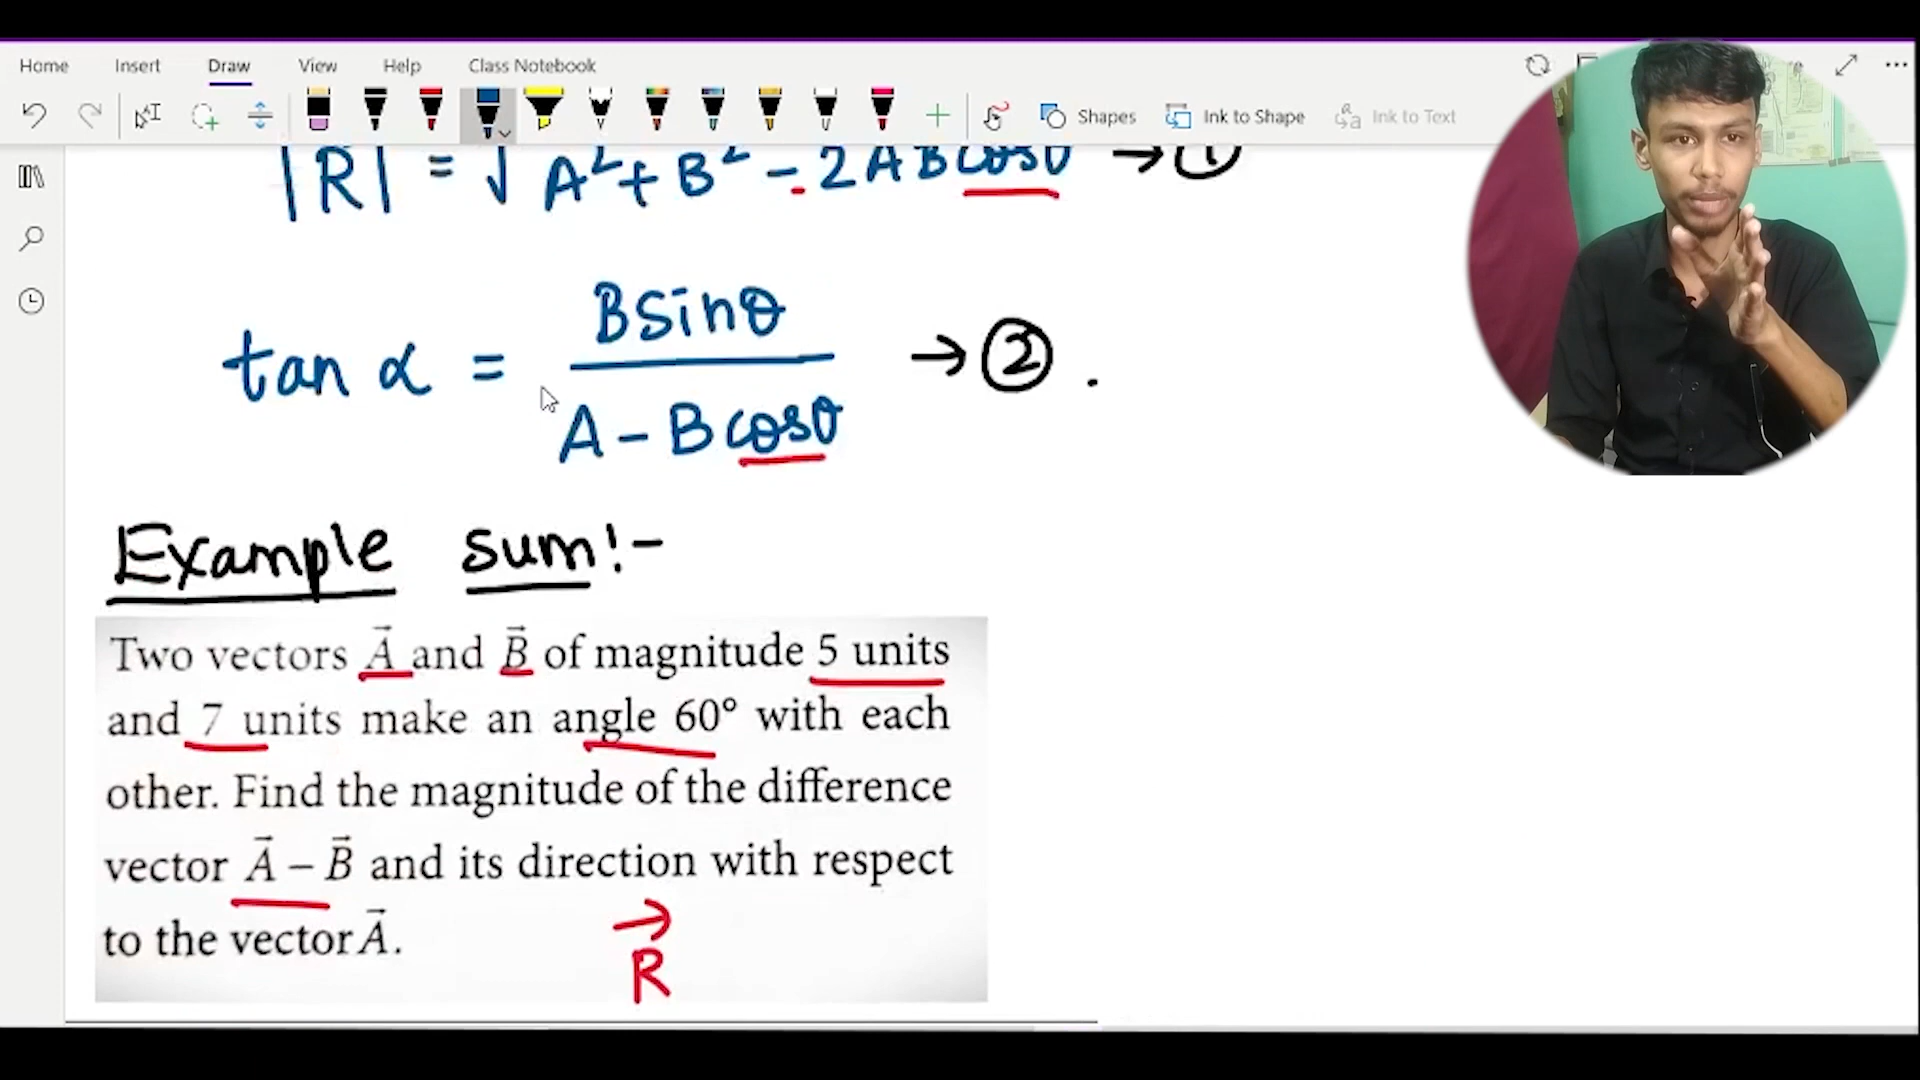 Home Insert Draw View Help Class Notebook
Shapes Ink to Shape Ink to Text
|R| = √A²+B²-2ABcosθ → ①
tan α = Bsinθ / A-Bcosθ → ② .
Example sum!-
Two vectors A⃗ and B⃗ of magnitude 5 units
and 7 units make an angle 60° with each
other. Find the magnitude of the difference
vector A⃗ – B⃗ and its direction with respect
to the vector A⃗.
R⃗